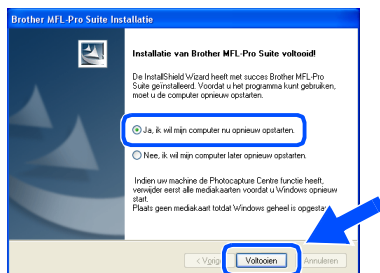 Brother MFL-Pro Suite Installatie
Installatie van Brother MFL-Pro Suite voltooid!
De InstallShield Wizard heeft met succes Brother MFL-Pro
Suite geïnstalleerd. Voordat u het programma kunt gebruiken,
moet u de computer opnieuw opstarten.
Ja, ik wil mijn computer nu opnieuw opstarten.
Nee, ik wil mijn computer later opnieuw opstarten.
Indien uw machine de Photocapture Centre functie heeft,
verwijder eerst alle mediakaarten voordat u Windows opnieuw
start.
Plaats geen mediakaart totdat Windows geheel is
< Vorige Voltooien Annuleren